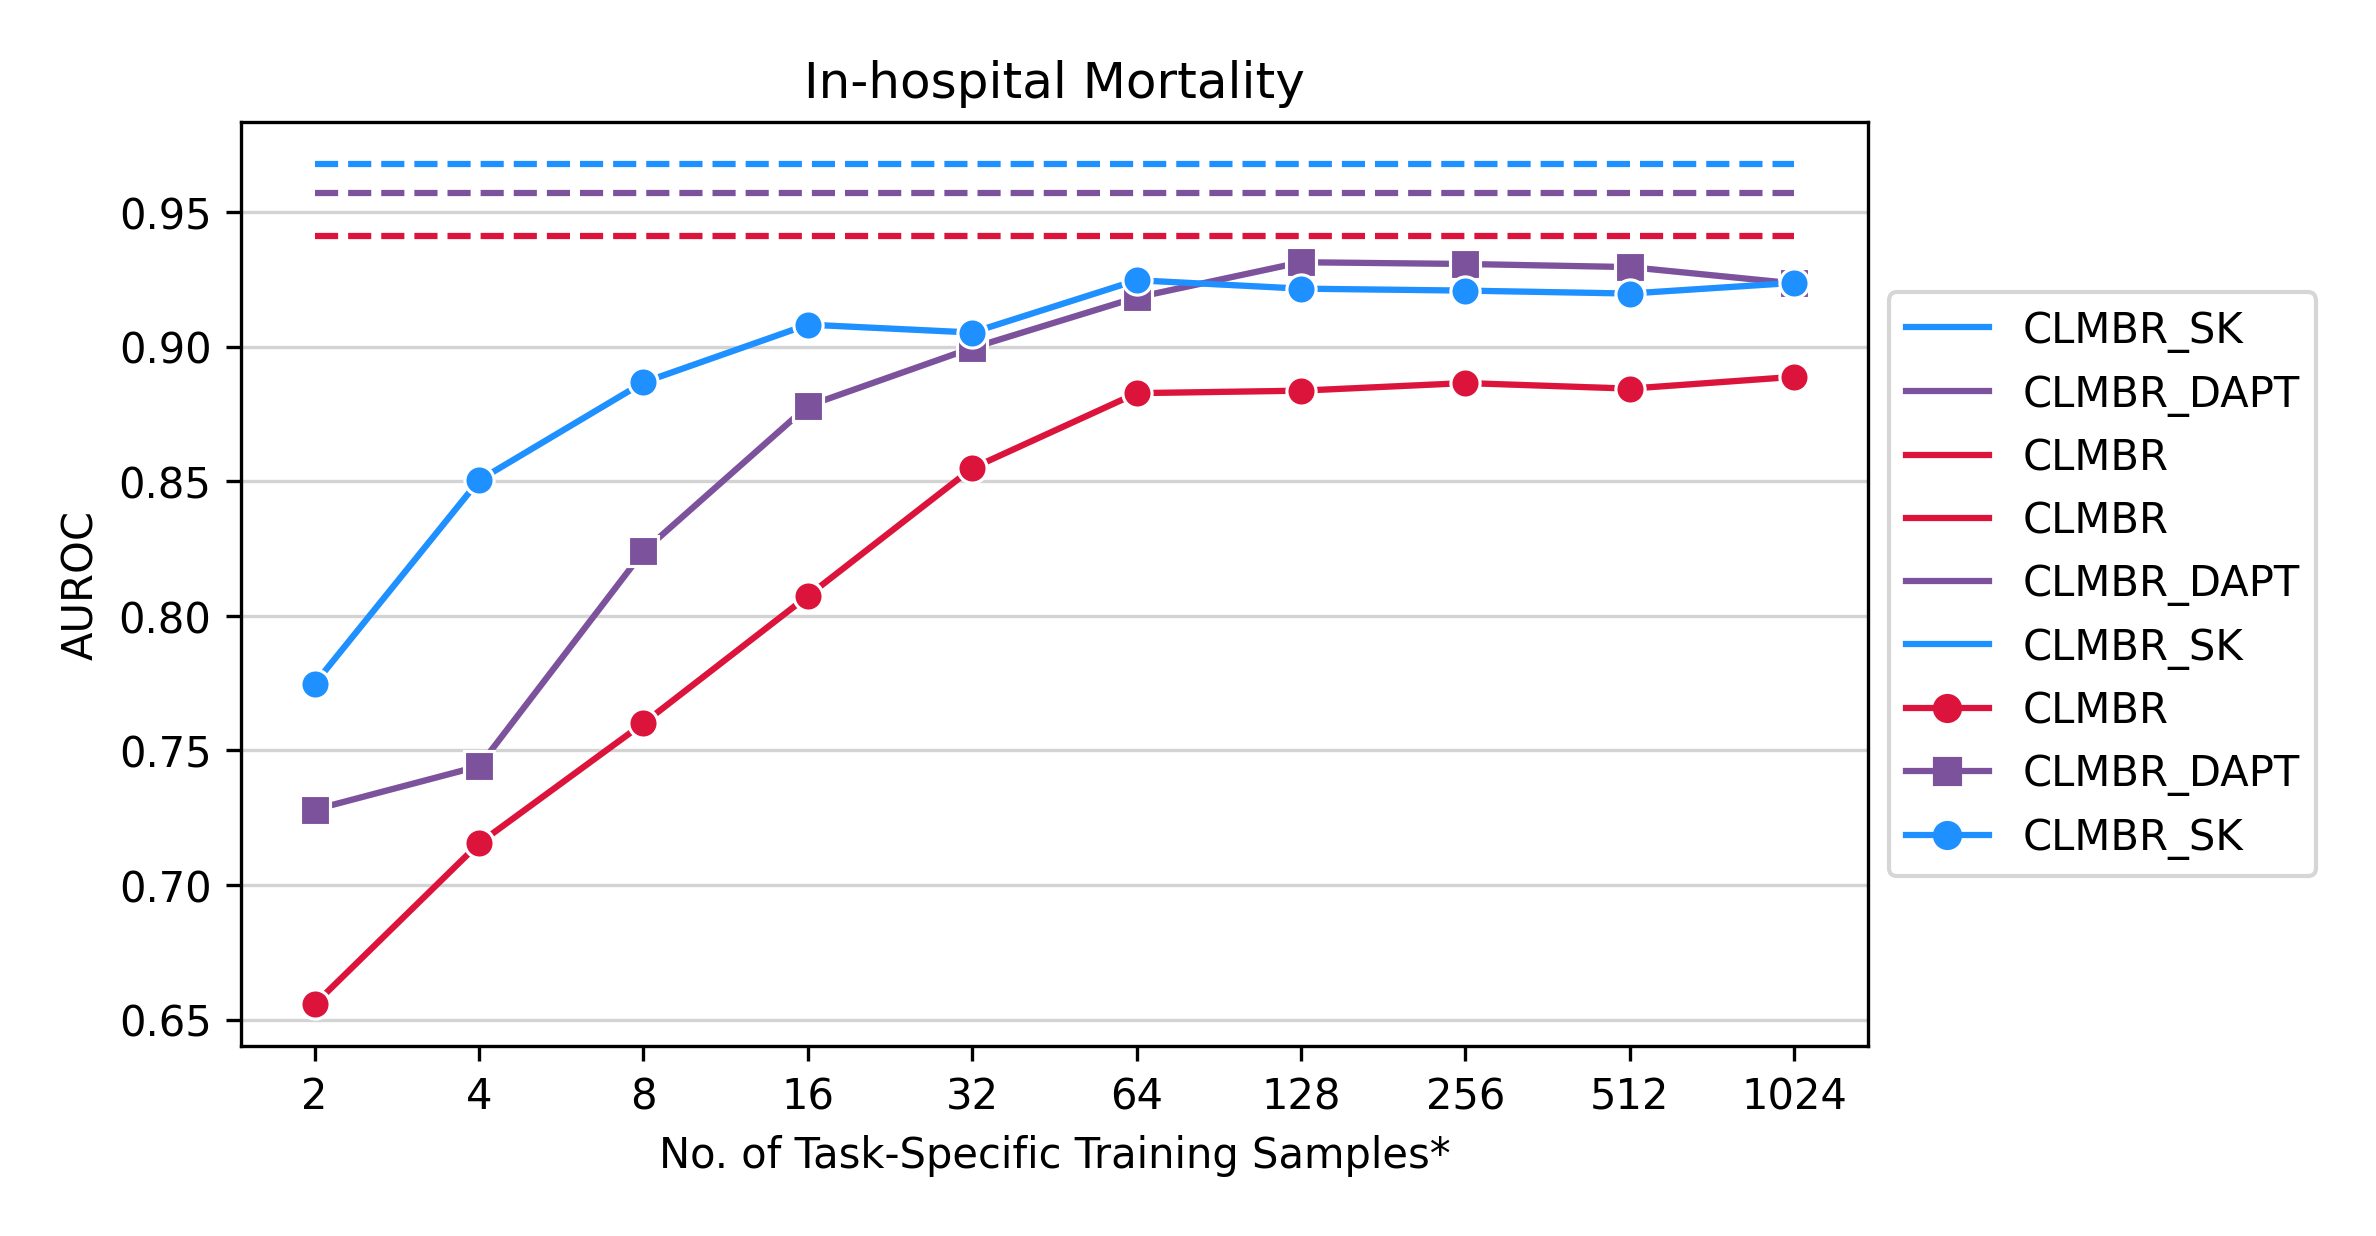 In-hospital Mortality
0.95
0.90
0.85
0.80
0.75
0.70
0.65
AUROC
2 4 8 16 32 64 128 256 512 1024
No. of Task-Specific Training Samples*
CLMBR_SK
CLMBR_DAPT
CLMBR
CLMBR
CLMBR_DAPT
CLMBR_SK
CLMBR
CLMBR_DAPT
CLMBR_SK